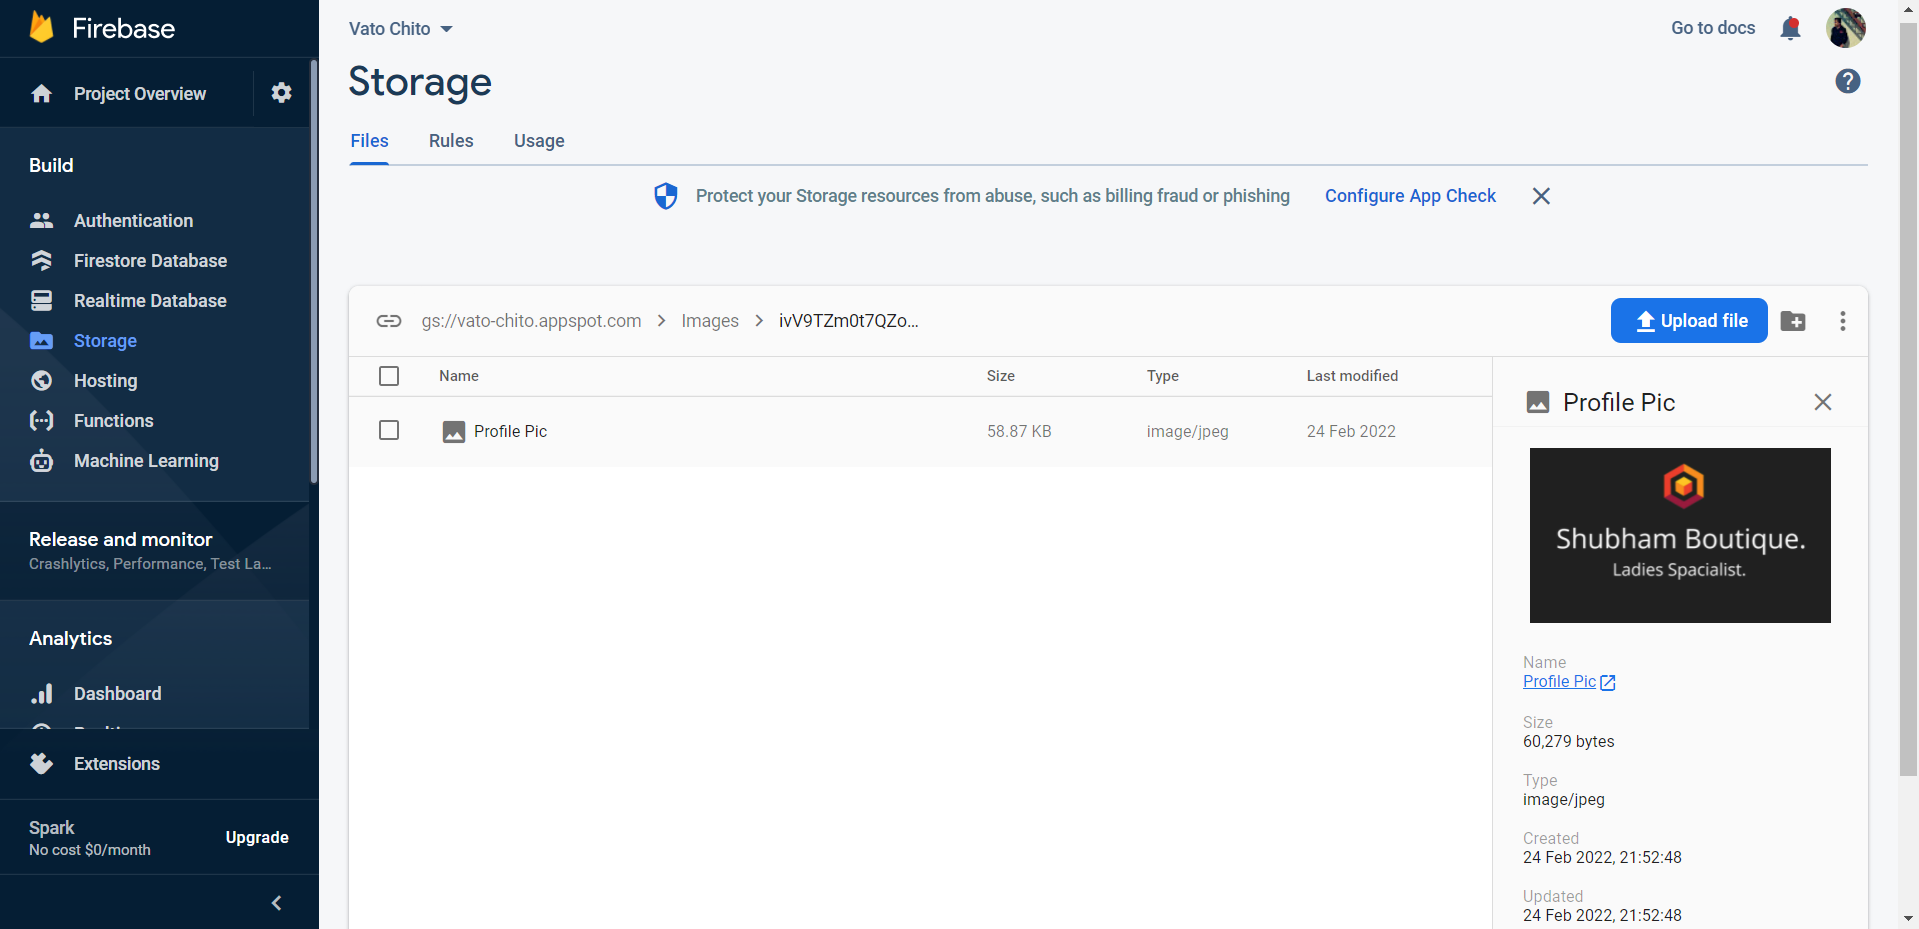 Firebase
Project Overview
Build
Authentication
Firestore Database
Realtime Database
Storage
Hosting
Functions
Machine Learning
Release and monitor
Crashlytics, Performance, Test La...
Analytics
Dashboard
Extensions
Spark
No cost $0/month
Upgrade
Vato Chito
Go to docs
Storage
Files Rules Usage
Protect your Storage resources from abuse, such as billing fraud or phishing Configure App Check
gs://vato-chito.appspot.com > Images > ivV9TZm0t7QZo...
Upload file
Name Size Type Last modified
Profile Pic 58.87 KB image/jpeg 24 Feb 2022
Profile Pic
Shubham Boutique.
Ladies Spacialist.
Name
Profile Pic
Size
60,279 bytes
Type
image/jpeg
Created
24 Feb 2022, 21:52:48
Updated
24 Feb 2022, 21:52:48